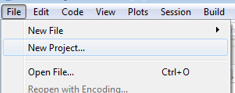 File Edit Code View Plots Session Build
New File
New Project...
Open File... Ctrl+O
Reopen with Encoding...